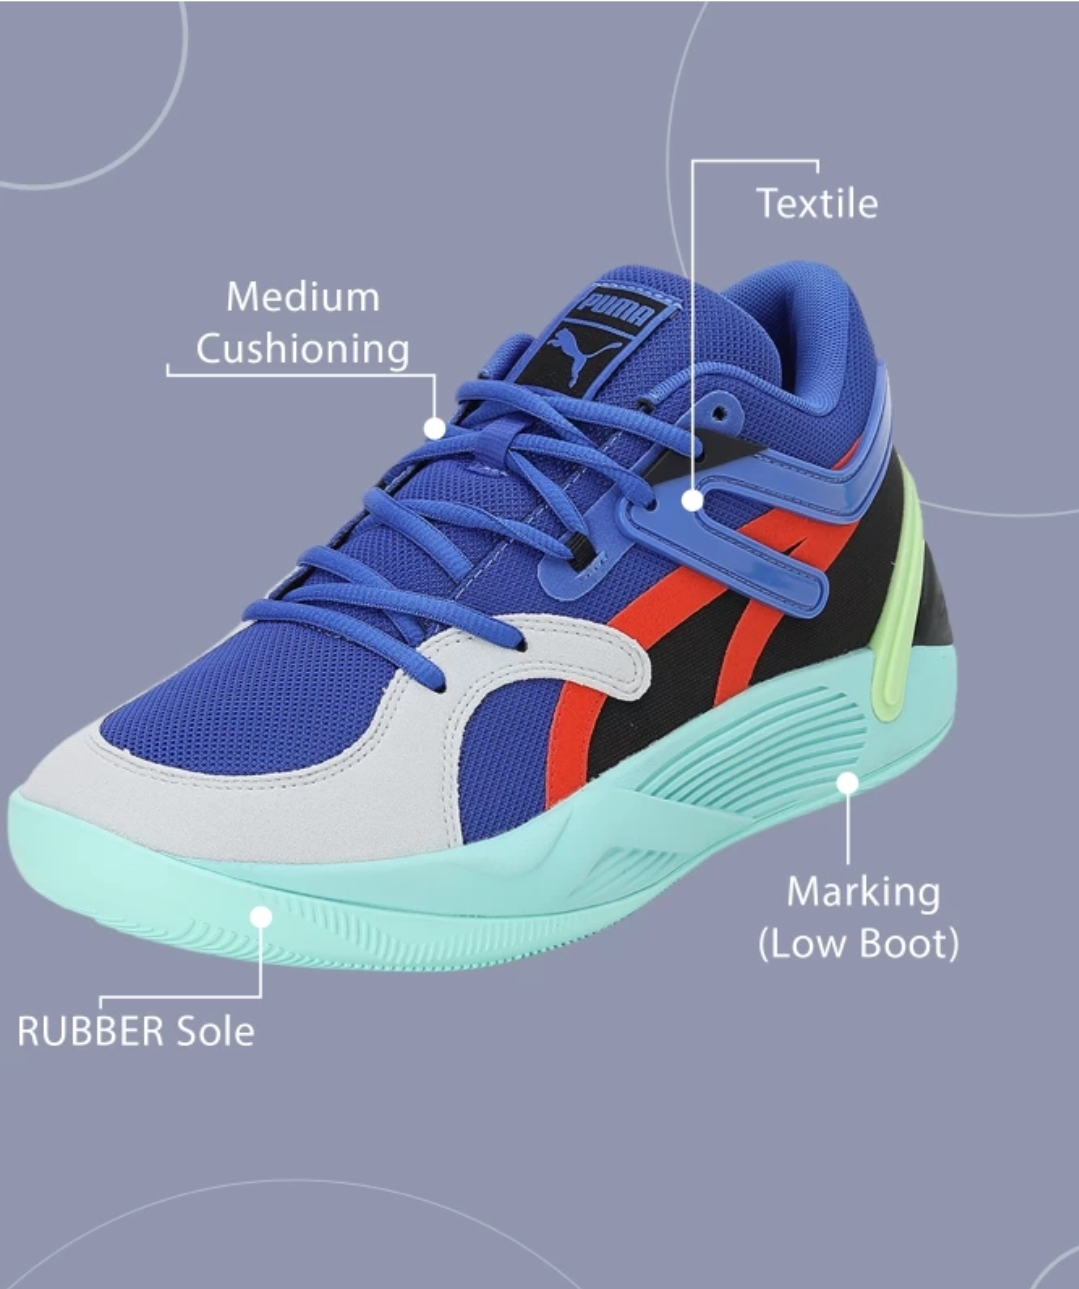 Textile
Medium
Cushioning
PUMA
Marking
(Low Boot)
RUBBER Sole